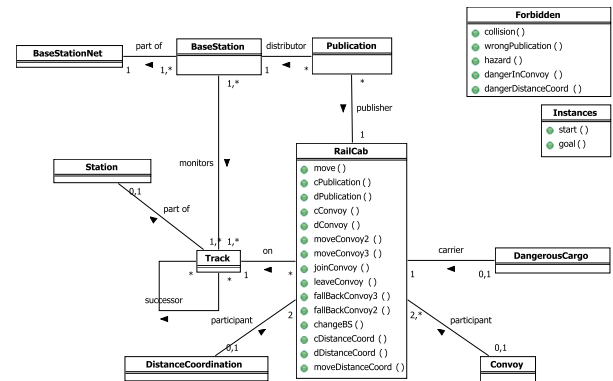 Forbidden
collision()
wrongPublication ()
hazard ()
dangerInConvoy ()
dangerDistanceCoord ()
BaseStationNet
part of
1
1,*
BaseStation
distributor
1
*
Publication
1,*
*
publisher
1
Instances
start ()
goal()
RailCab
move ()
cPublication ()
dPublication ()
cConvoy ()
dConvoy ()
moveConvoy2 ()
moveConvoy3 ()
joinConvoy ()
leaveConvoy ()
fallBackConvoy3 ()
fallBackConvoy2 ()
changeBS ()
cDistanceCoord ()
dDistanceCoord ()
moveDistanceCoord ()
Station
0,1
monitors
part of
1,* 1,*
Track
on
1
*
*
*
successor
carrier
1
0,1
DangerousCargo
participant
2
0,1
DistanceCoordination
2,*
participant
0,1
Convoy